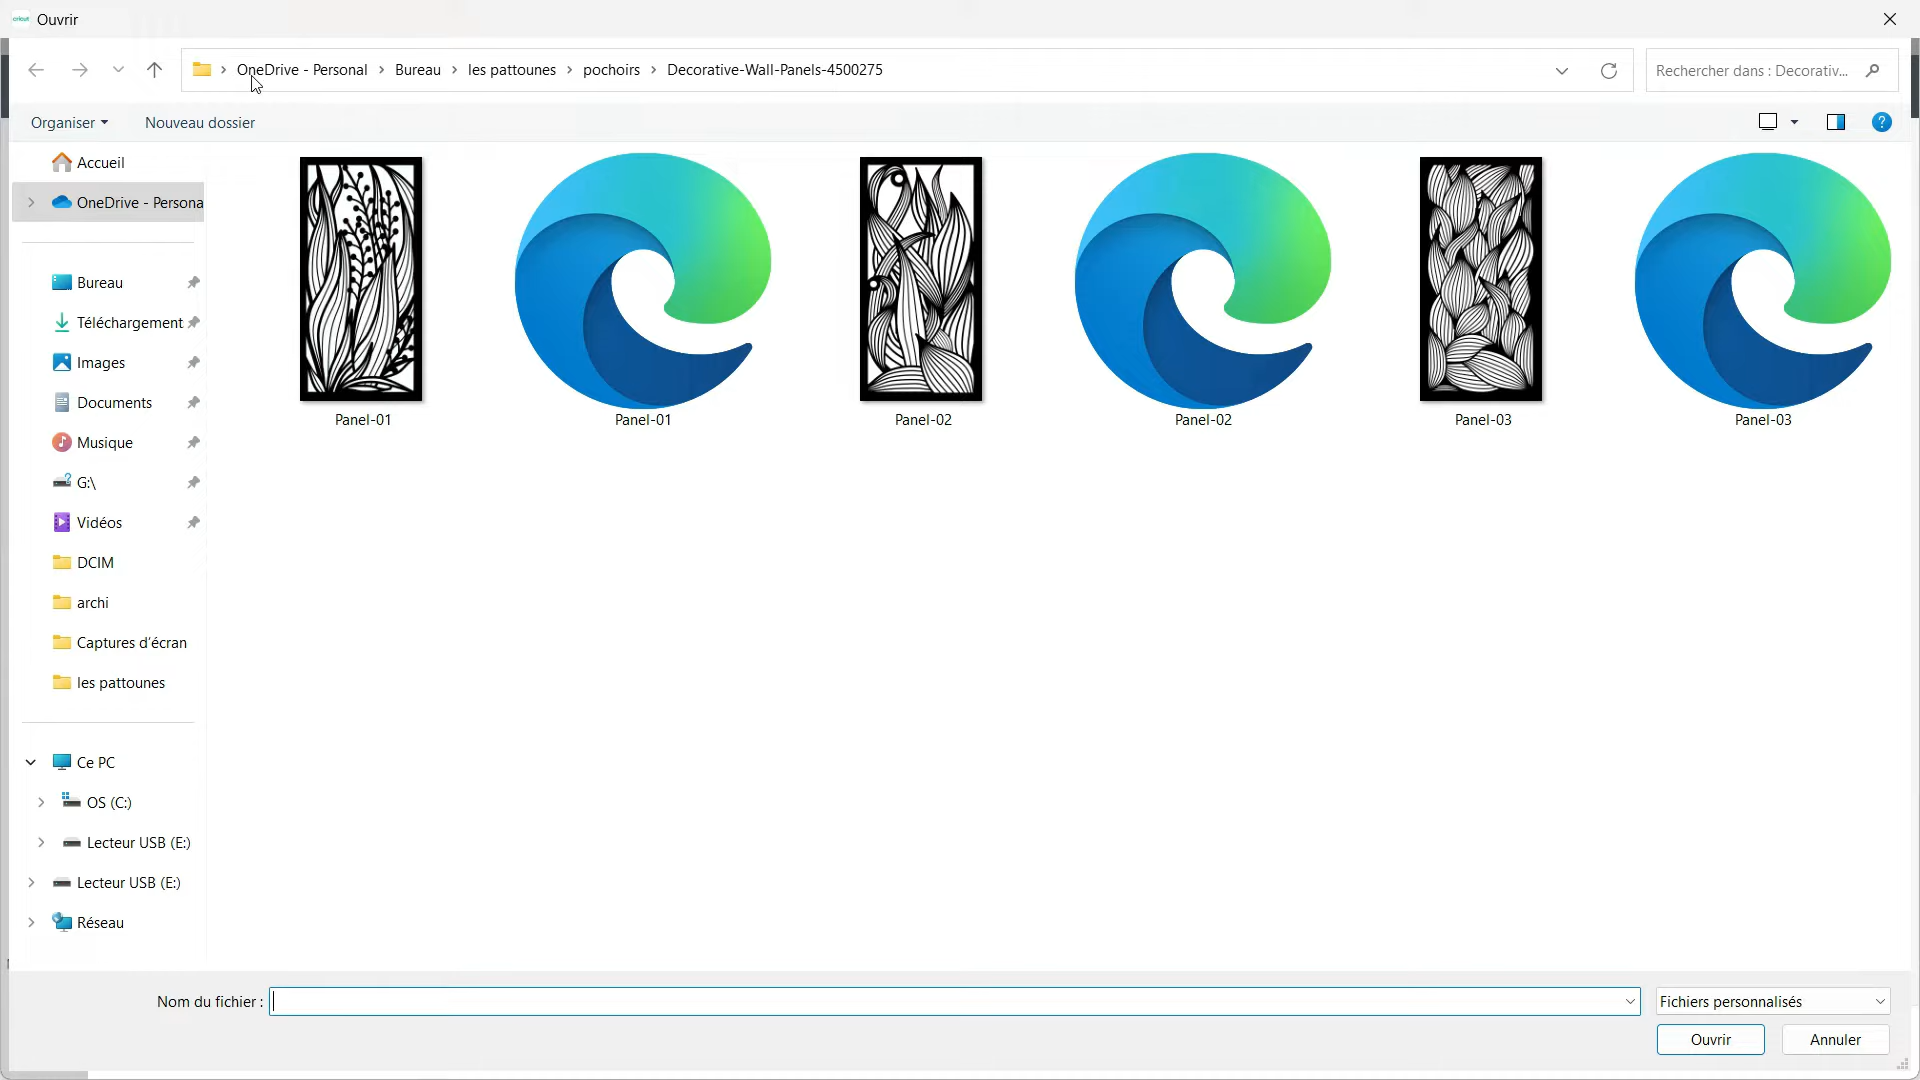 cricut Ouvrir
OneDrive - Personal > Bureau > les pattounes > pochoirs > Decorative-Wall-Panels-4500275
Rechercher dans : Decorativ...
Organiser
Nouveau dossier
?
Accueil
OneDrive - Persona
Bureau
Téléchargement
Images
Documents
Musique
G:\
Vidéos
DCIM
archi
Captures d'écran
les pattounes
Ce PC
OS (C:)
Lecteur USB (E:)
Lecteur USB (E:)
Réseau
Panel-01
Panel-01
Panel-02
Panel-02
Panel-03
Panel-03
Nom du fichier :
Fichiers personnalisés
Ouvrir
Annuler